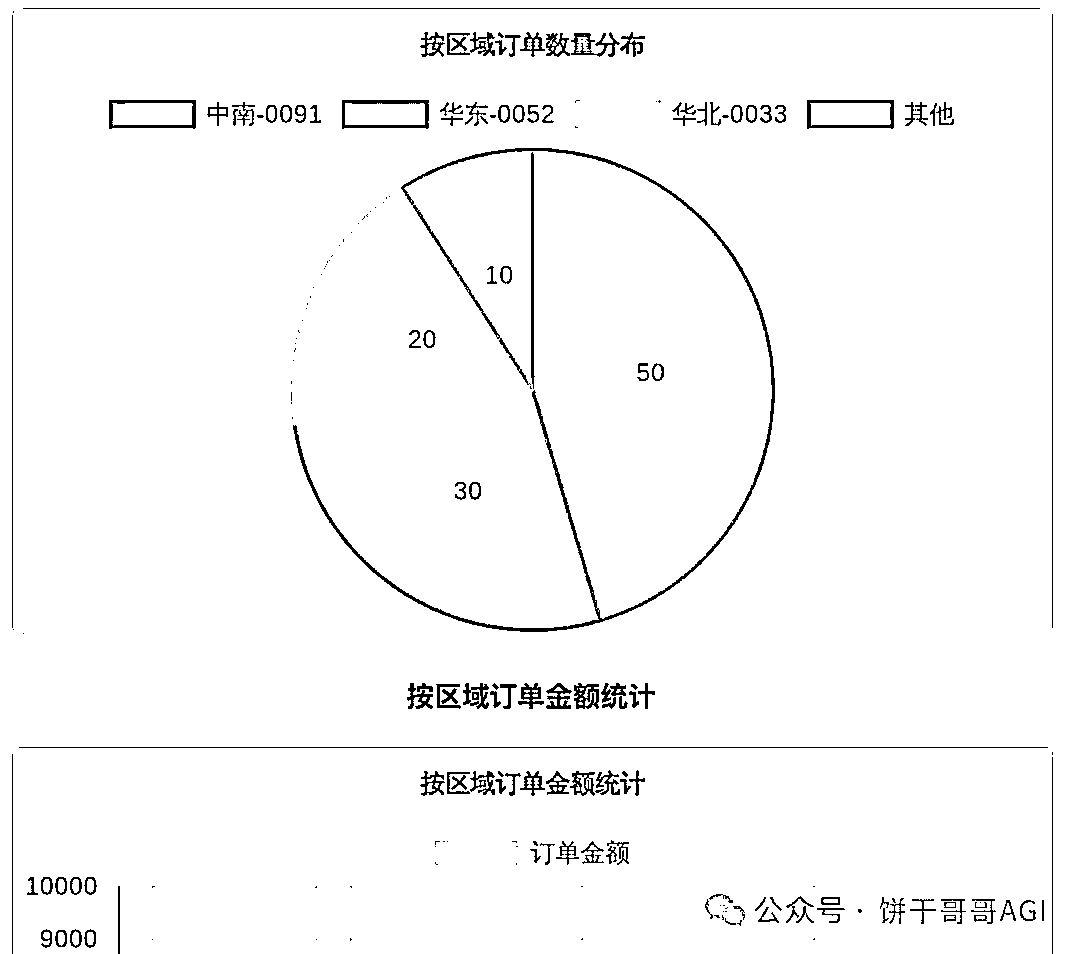 按区域订单数量分布
中南-0091 华东-0052 华北-0033 其他
10
20
50
30
按区域订单金额统计
按区域订单金额统计
订单金额
10000
公众号 · 饼干哥哥AGI
9000